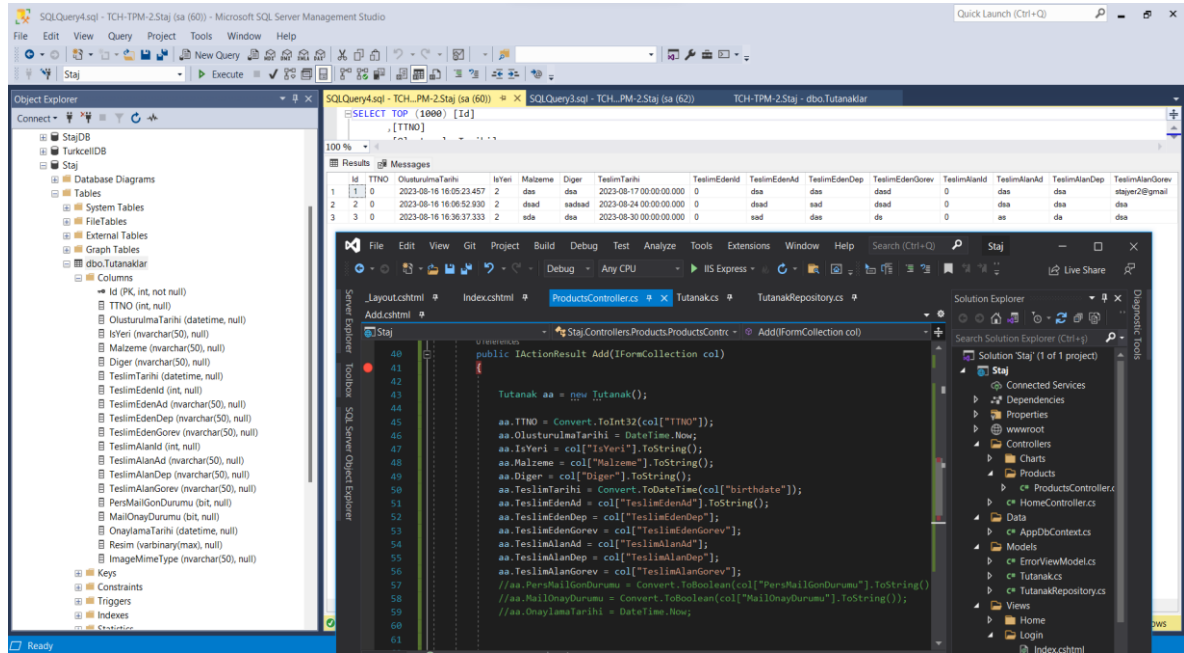 SQLQuery4.sql - TCH-TPM-2.Staj (sa (60)) - Microsoft SQL Server Management Studio
Quick Launch (Ctrl+Q)
File Edit View Query Project Tools Window Help
New Query
Staj
Execute
Object Explorer
Connect
StajDB
TurkcellDB
Staj
Database Diagrams
Tables
System Tables
FileTables
External Tables
Graph Tables
dbo.Tutanaklar
Columns
Id (PK, int, not null)
TTNO (int, null)
OlusturulmaTarihi (datetime, null)
IsYeri (nvarchar(50), null)
Malzeme (nvarchar(50), null)
Diger (nvarchar(50), null)
TeslimTarihi (datetime, null)
TeslimEdenId (int, null)
TeslimEdenAd (nvarchar(50), null)
TeslimEdenDep (nvarchar(50), null)
TeslimEdenGorev (nvarchar(50), null)
TeslimAlanId (int, null)
TeslimAlanAd (nvarchar(50), null)
TeslimAlanDep (nvarchar(50), null)
TeslimAlanGorev (nvarchar(50), null)
PersMailGonDurumu (bit, null)
MailOnayDurumu (bit, null)
OnaylamaTarihi (datetime, null)
Resim (varbinary(max), null)
ImageMimeType (nvarchar(50), null)
Keys
Constraints
Triggers
Indexes
Statistics
Ready
SQLQuery4.sql - TCH...PM-2.Staj (sa (60)) SQLQuery3.sql - TCH...PM-2.Staj (sa (62)) TCH-TPM-2.Staj - dbo.Tutanaklar
SELECT TOP (1000) [Id]
,[TTNO]
100 %
Results Messages
Id TTNO OlusturulmaTarihi IsYeri Malzeme Diger TeslimTarihi TeslimEdenId TeslimEdenAd TeslimEdenDep TeslimEdenGorev TeslimAlanId TeslimAlanAd TeslimAlanDep TeslimAlanGorev
1 1 0 2023-08-16 16:05:23.457 2 das dsa 2023-08-17 00:00:00.000 0 dsa das dasd 0 das dsa stajyer2@gmail
2 2 0 2023-08-16 16:06:52.930 2 dsad sadsad 2023-08-24 00:00:00.000 0 dsad sad dsad 0 dsa dsa dsa
3 3 0 2023-08-16 16:36:37.333 2 sda dsa 2023-08-30 00:00:00.000 0 sad das ds 0 as da dsa
File Edit View Git Project Build Debug Test Analyze Tools Extensions Window Help Search (Ctrl+Q) Staj
Debug Any CPU IIS Express Live Share
_Layout.cshtml Index.cshtml ProductsController.cs Tutanak.cs TutanakRepository.cs
Add.cshtml
Staj Staj.Controllers.Products.ProductsContrc Add(IFormCollection col)
Server Explorer
Toolbox
SQL Server Object Explorer
0 references
40 public IActionResult Add(IFormCollection col)
41 {
42
43 Tutanak aa = new Tutanak();
44
45 aa.TTNO = Convert.ToInt32(col["TTNO"]);
46 aa.OlusturulmaTarihi = DateTime.Now;
47 aa.IsYeri = col["IsYeri"].ToString();
48 aa.Malzeme = col["Malzeme"].ToString();
49 aa.Diger = col["Diger"].ToString();
50 aa.TeslimTarihi = Convert.ToDateTime(col["birthdate"]);
51 aa.TeslimEdenAd = col["TeslimEdenAd"].ToString();
52 aa.TeslimEdenDep = col["TeslimEdenDep"];
53 aa.TeslimEdenGorev = col["TeslimEdenGorev"];
54 aa.TeslimAlanAd = col["TeslimAlanAd"];
55 aa.TeslimAlanDep = col["TeslimAlanDep"];
56 aa.TeslimAlanGorev = col["TeslimAlanGorev"];
57 //aa.PersMailGonDurumu = Convert.ToBoolean(col["PersMailGonDurumu"].ToString()
58 //aa.MailOnayDurumu = Convert.ToBoolean(col["MailOnayDurumu"].ToString());
59 //aa.OnaylamaTarihi = DateTime.Now;
60
61
Solution Explorer
Search Solution Explorer (Ctrl+ş)
Solution 'Staj' (1 of 1 project)
Staj
Connected Services
Dependencies
Properties
wwwroot
Controllers
Charts
Products
C# ProductsController.c
C# HomeController.cs
Data
C# AppDbContext.cs
Models
C# ErrorViewModel.cs
C# Tutanak.cs
C# TutanakRepository.cs
Views
Home
Login
Index.cshtml
Diagnostic Tools
ows